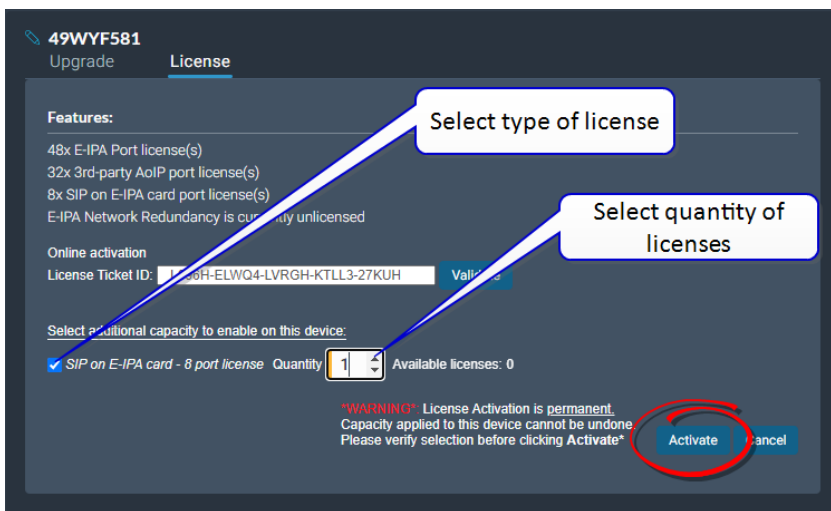 49WYF581
Upgrade License
Select type of license
Features:
48x E-IPA Port license(s)
32x 3rd-party AoIP port license(s)
8x SIP on E-IPA card port license(s)
E-IPA Network Redundancy is currently unlicensed
Select quantity of
licenses
Online activation
License Ticket ID: ELWQ4-LVRGH-KTLL3-27KUH Validate
Select additional capacity to enable on this device:
SIP on E-IPA card - 8 port license Quantity 1 Available licenses: 0
*WARNING*: License Activation is permanent.
Capacity applied to this device cannot be undone.
Please verify selection before clicking Activate*
Activate Cancel